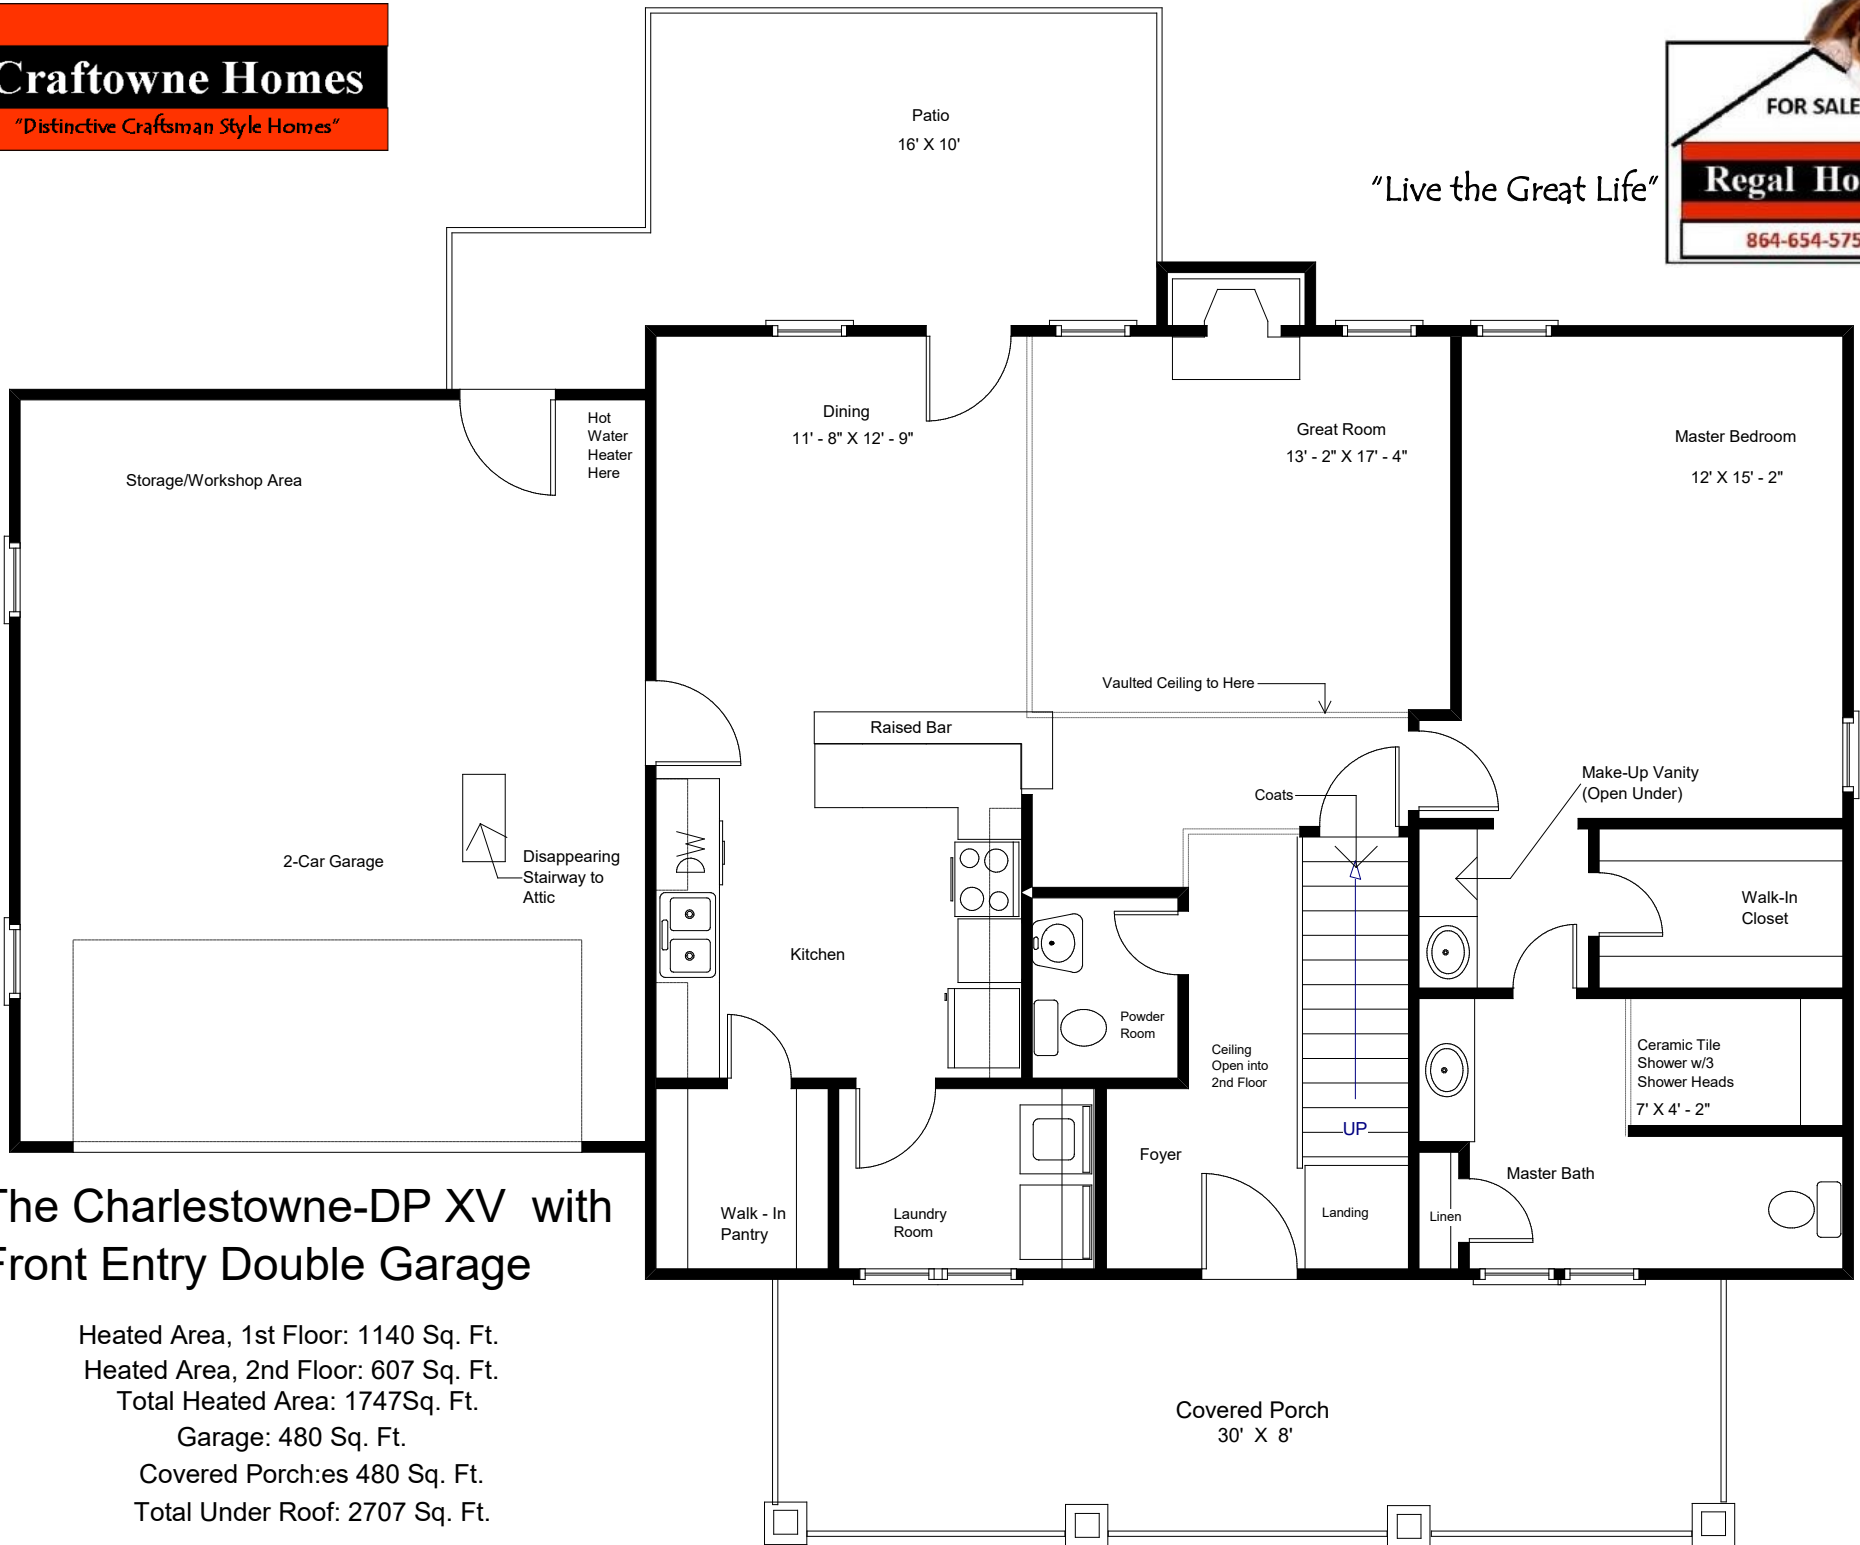 Craftowne Homes
"Distinctive Craftsman Style Homes"
Patio
16' X 10'
"Live the Great Life"
FOR SALE
Regal Ho
864-654-575
Hot
Water
Heater
Here
Storage/Workshop Area
Dining
11' - 8" X 12' - 9"
Great Room
13' - 2" X 17' - 4"
Master Bedroom
12' X 15' - 2"
Vaulted Ceiling to Here
Raised Bar
Coats
Make-Up Vanity
(Open Under)
DW
2-Car Garage
Disappearing
Stairway to
Attic
Walk-In
Closet
Kitchen
Powder
Room
Ceiling
Open into
2nd Floor
Ceramic Tile
Shower w/3
Shower Heads
7' X 4' - 2"
UP
Foyer
Master Bath
Walk - In
Pantry
Laundry
Room
Landing
Linen
The Charlestowne-DP XV with
Front Entry Double Garage
Heated Area, 1st Floor: 1140 Sq. Ft.
Heated Area, 2nd Floor: 607 Sq. Ft.
Total Heated Area: 1747Sq. Ft.
Garage: 480 Sq. Ft.
Covered Porch:es 480 Sq. Ft.
Total Under Roof: 2707 Sq. Ft.
Covered Porch
30' X 8'